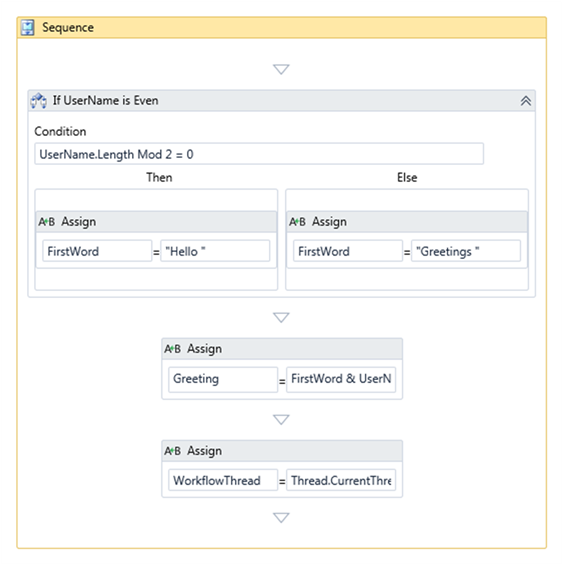 Sequence
If UserName is Even
Condition
UserName.Length Mod 2 = 0
Then Else
A+B Assign A+B Assign
FirstWord = "Hello " FirstWord = "Greetings "
A+B Assign
Greeting = FirstWord & UserN
A+B Assign
WorkflowThread = Thread.CurrentThre